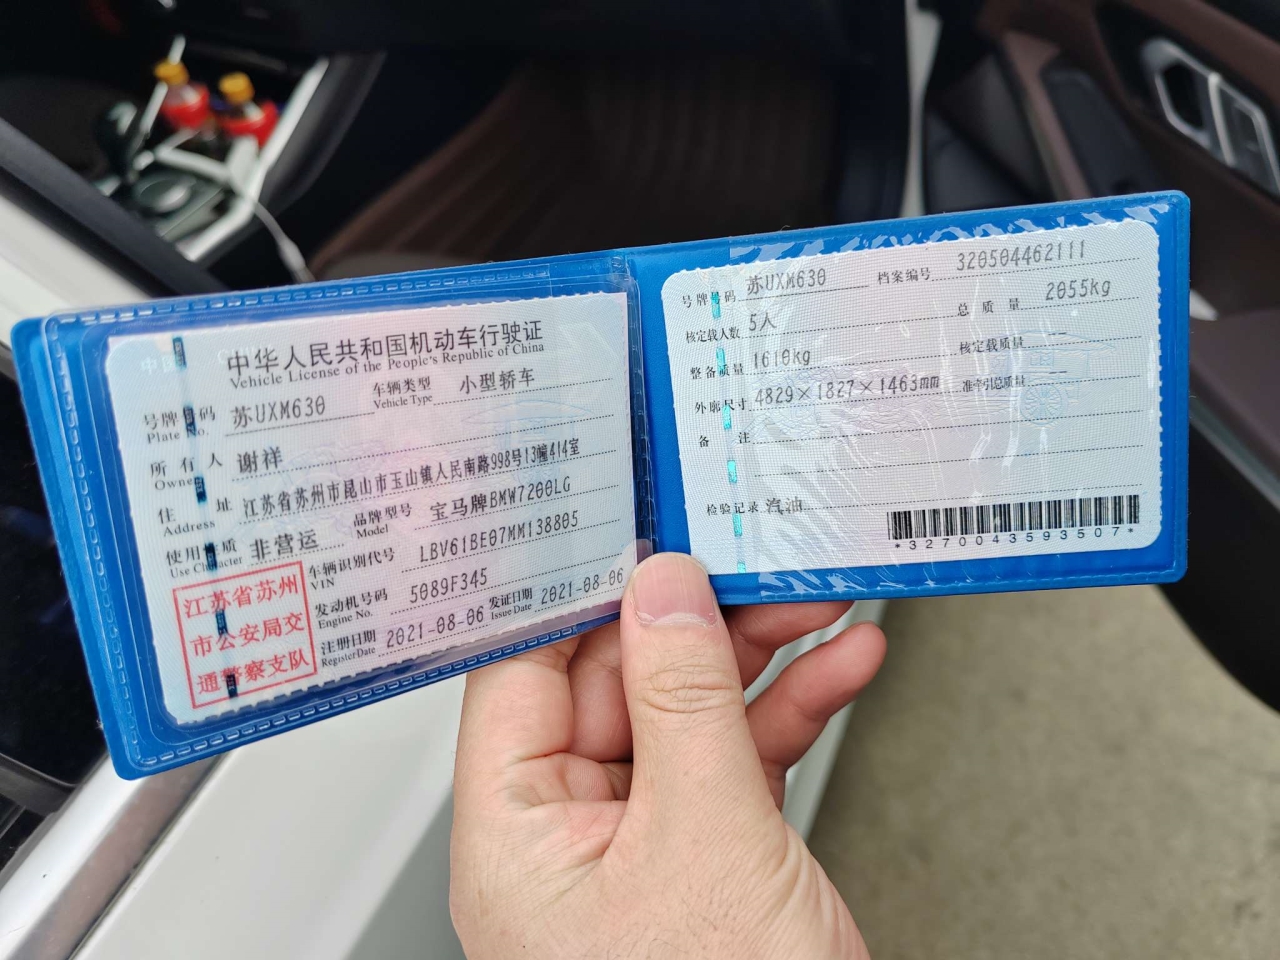 中华人民共和国机动车行驶证
Vehicle License of the People's Republic of China
号牌号码 苏UXM630 车辆类型 小型轿车
Plate No. Vehicle Type
所有人 谢祥
Owner
住址 江苏省苏州市昆山市玉山镇人民南路998号13幢414室
Address
使用性质 非营运 品牌型号 宝马牌BMW7200LG
Use Character Model
车辆识别代号 LBV61BE07MM138805
VIN
发动机号码 5089F345
Engine No.
注册日期 2021-08-06 发证日期 2021-08-06
Register Date Issue Date
江苏省苏州
市公安局交
通警察支队
号牌号码 苏UXM630 档案编号 320504462111
核定载人数 5人 总质量 2055kg
整备质量 1610kg 核定载质量 --
外廓尺寸 4829×1827×1463mm 准牵引总质量 --
备注
检验记录 汽油
*3270043593507*